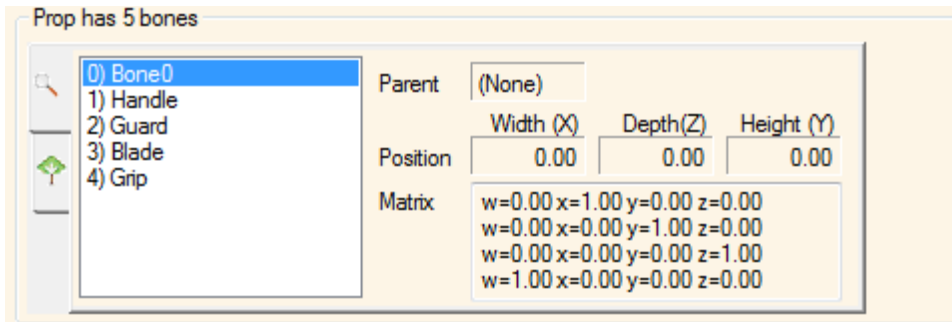 Prop has 5 bones
0) Bone0
1) Handle
2) Guard
3) Blade
4) Grip
Parent (None)
Width (X) Depth(Z) Height (Y)
Position 0.00 0.00 0.00
Matrix
w=0.00 x=1.00 y=0.00 z=0.00
w=0.00 x=0.00 y=1.00 z=0.00
w=0.00 x=0.00 y=0.00 z=1.00
w=1.00 x=0.00 y=0.00 z=0.00